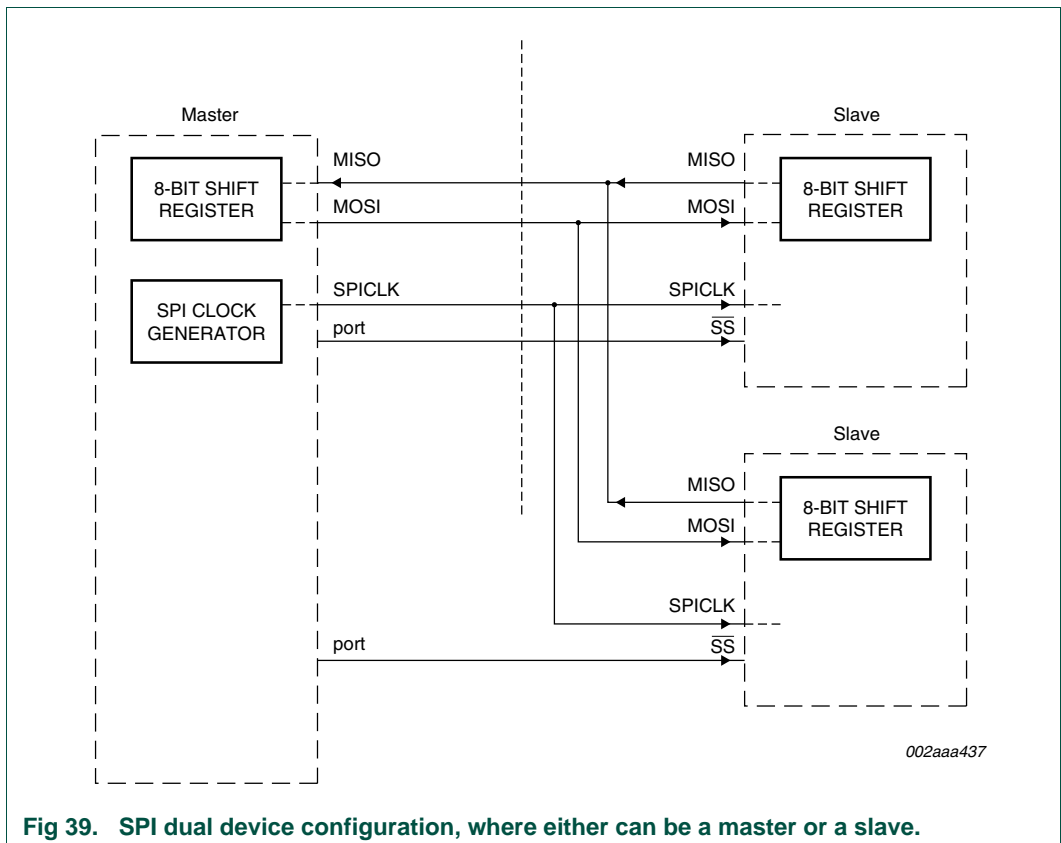 Master
Slave
8-BIT SHIFT
REGISTER
MISO
MISO
8-BIT SHIFT
REGISTER
MOSI
MOSI
SPI CLOCK
GENERATOR
SPICLK
SPICLK
port
S̅S̅
Slave
MISO
8-BIT SHIFT
REGISTER
MOSI
SPICLK
port
S̅S̅
002aaa437
Fig 39. SPI dual device configuration, where either can be a master or a slave.